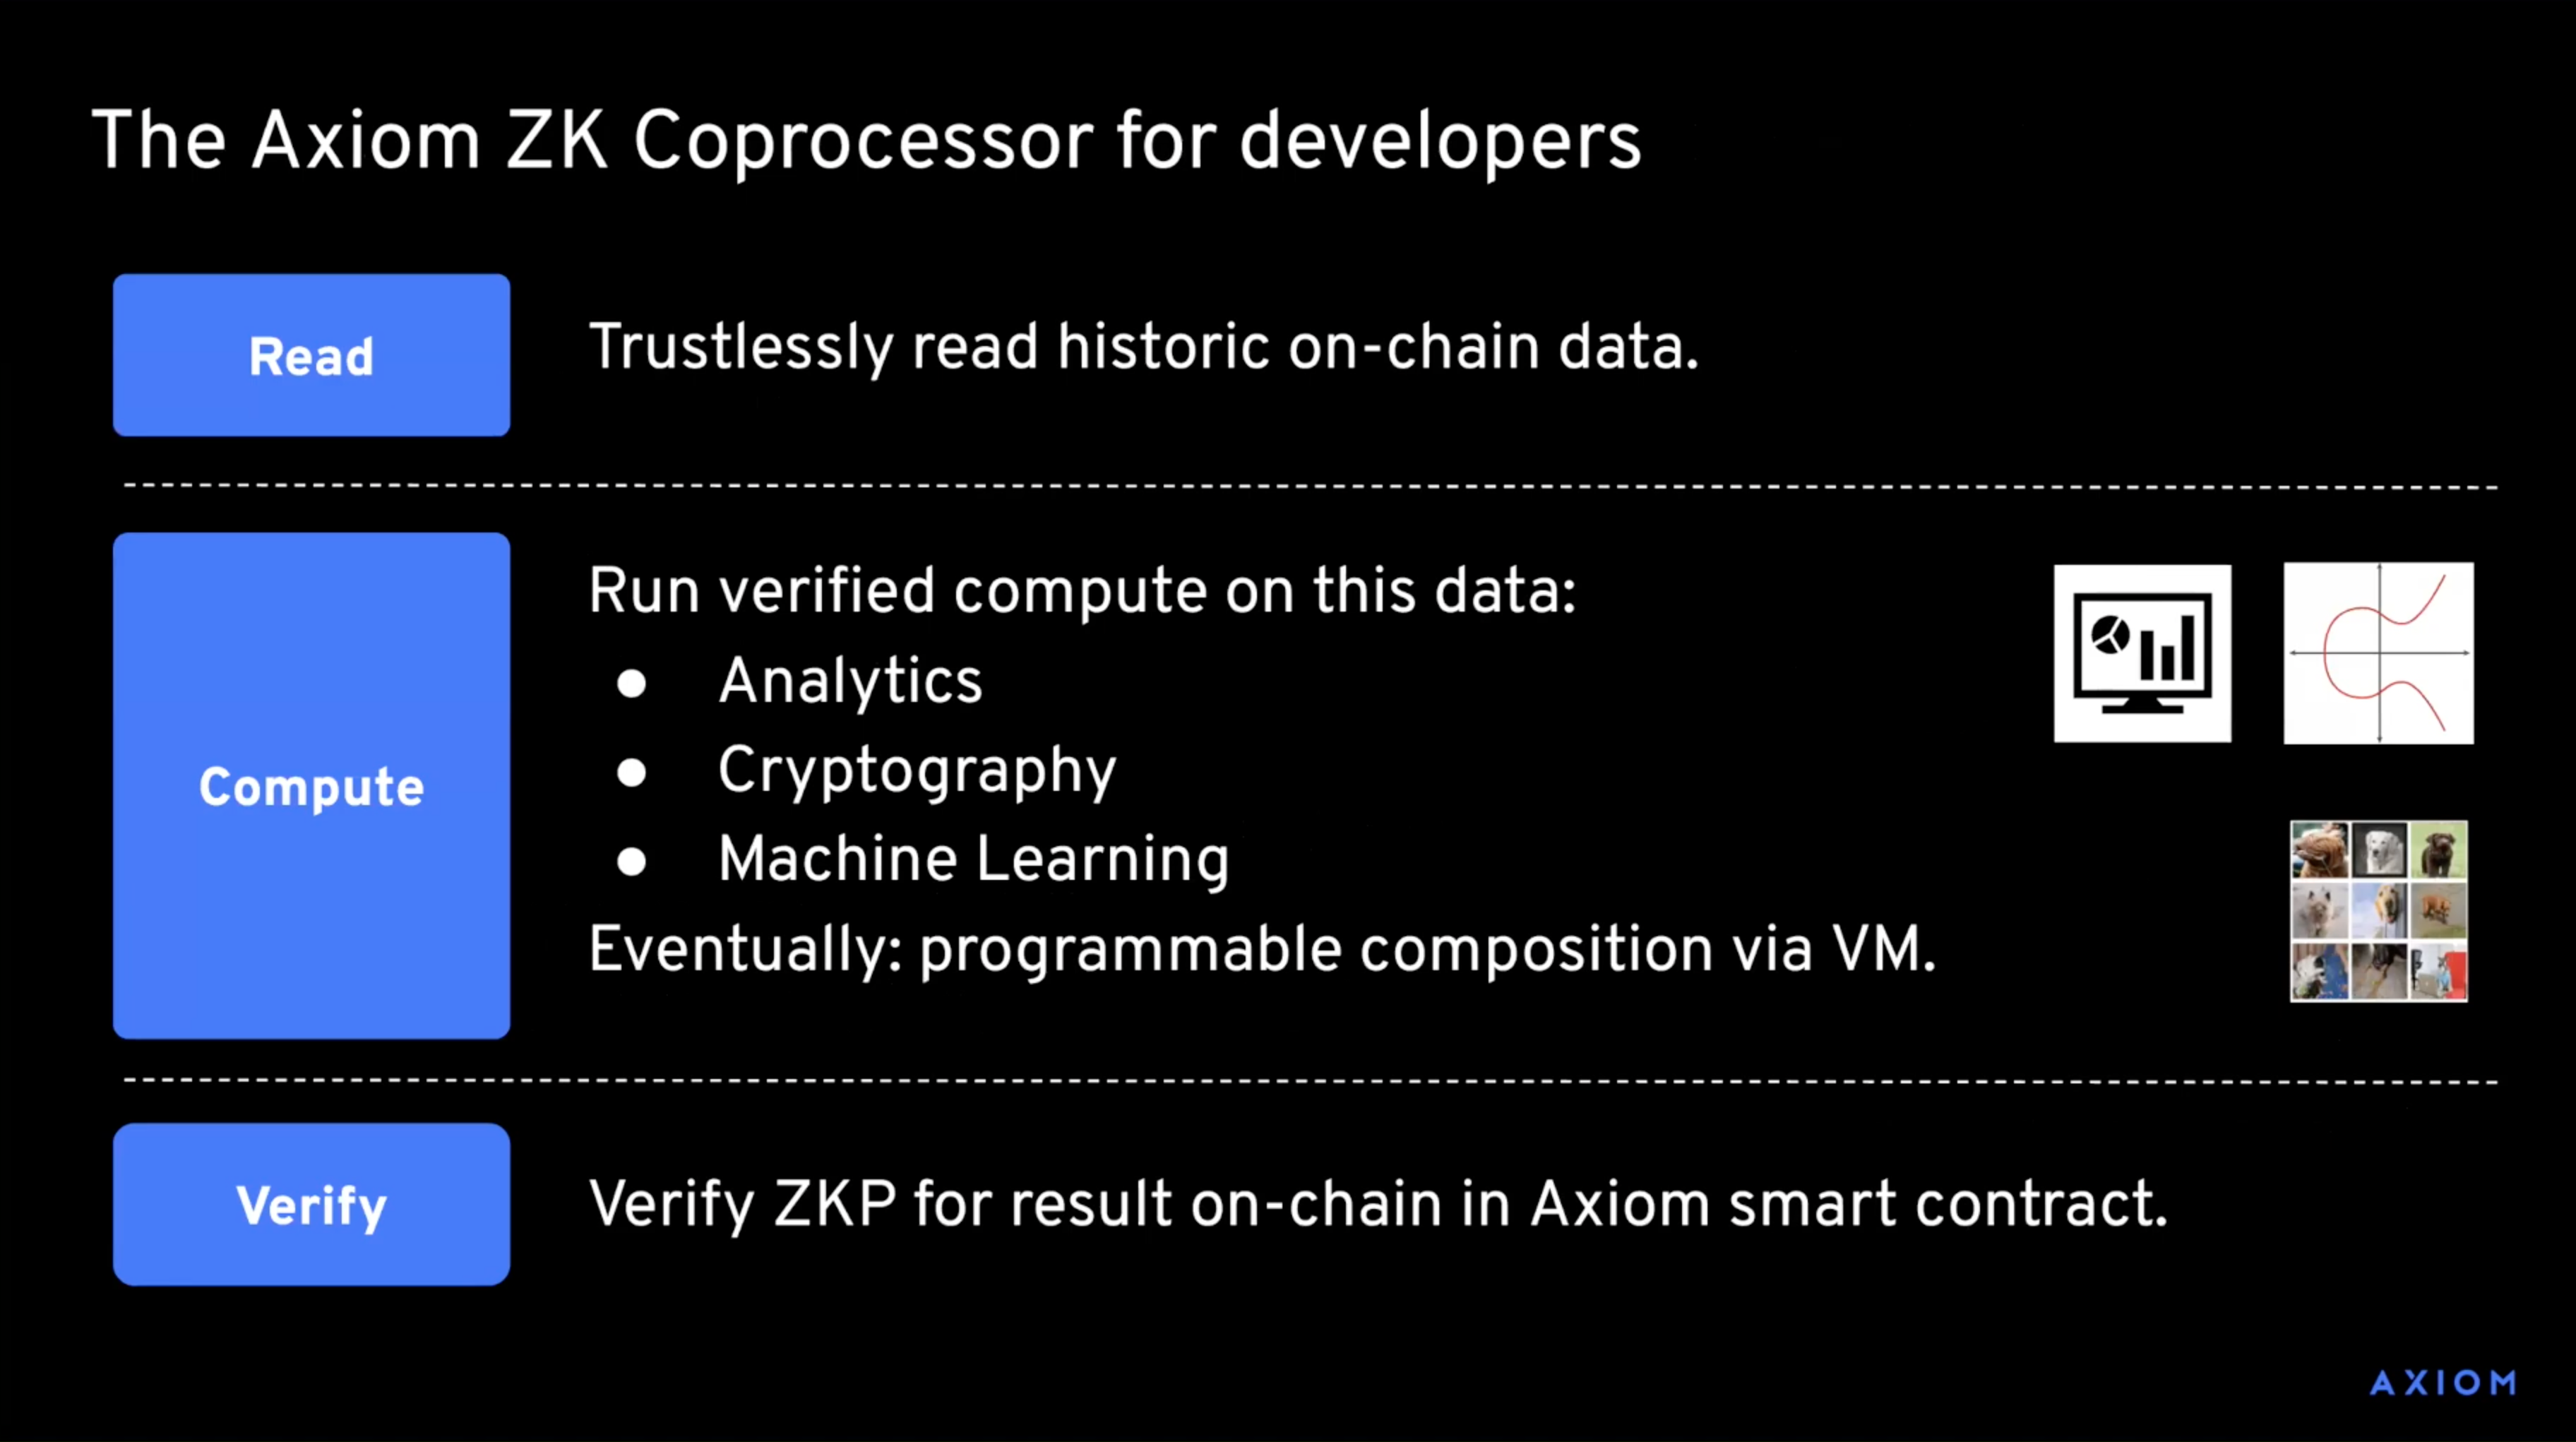 The Axiom ZK Coprocessor for developers
Read
Trustlessly read historic on-chain data.
Compute
Run verified compute on this data:
● Analytics
● Cryptography
● Machine Learning
Eventually: programmable composition via VM.
Verify
Verify ZKP for result on-chain in Axiom smart contract.
AXIOM